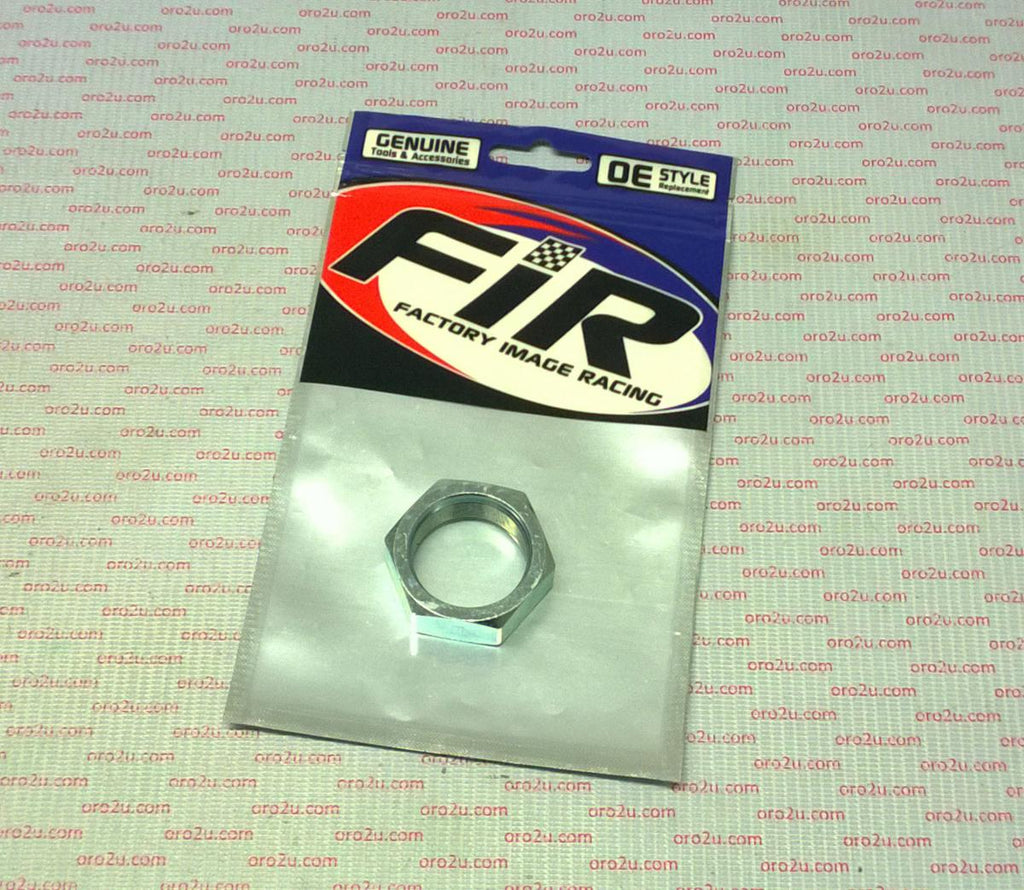 GENUINE
Tools & Accessories
OE STYLE
Replacement
FiR
FACTORY IMAGE RACING
oro2u.com